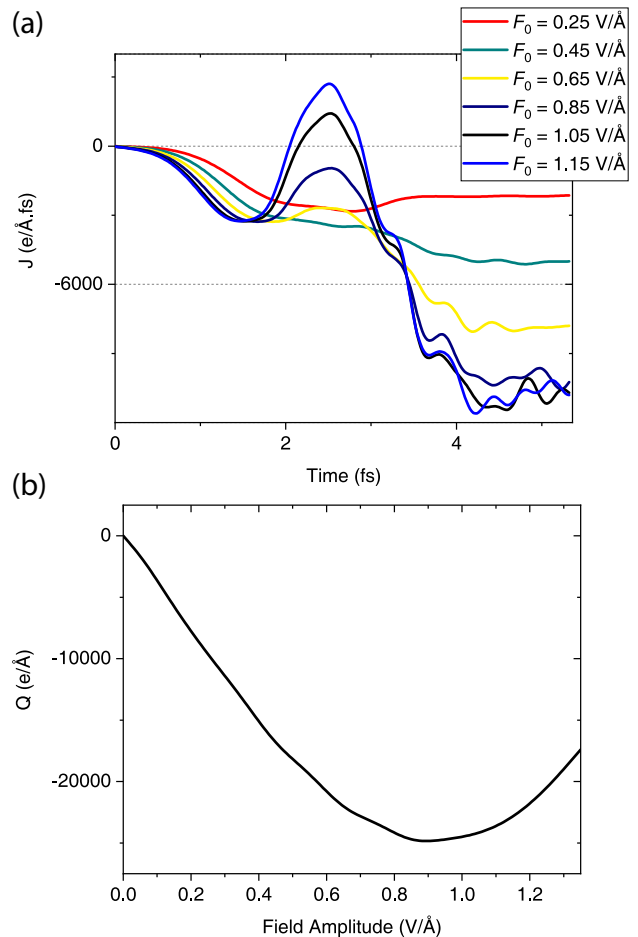 (a)
F₀ = 0.25 V/Å
F₀ = 0.45 V/Å
F₀ = 0.65 V/Å
F₀ = 0.85 V/Å
F₀ = 1.05 V/Å
F₀ = 1.15 V/Å
0
-6000
J (e/Å.fs)
0 2 4
Time (fs)
(b)
0
-10000
-20000
Q (e/Å)
0.0 0.2 0.4 0.6 0.8 1.0 1.2
Field Amplitude (V/Å)